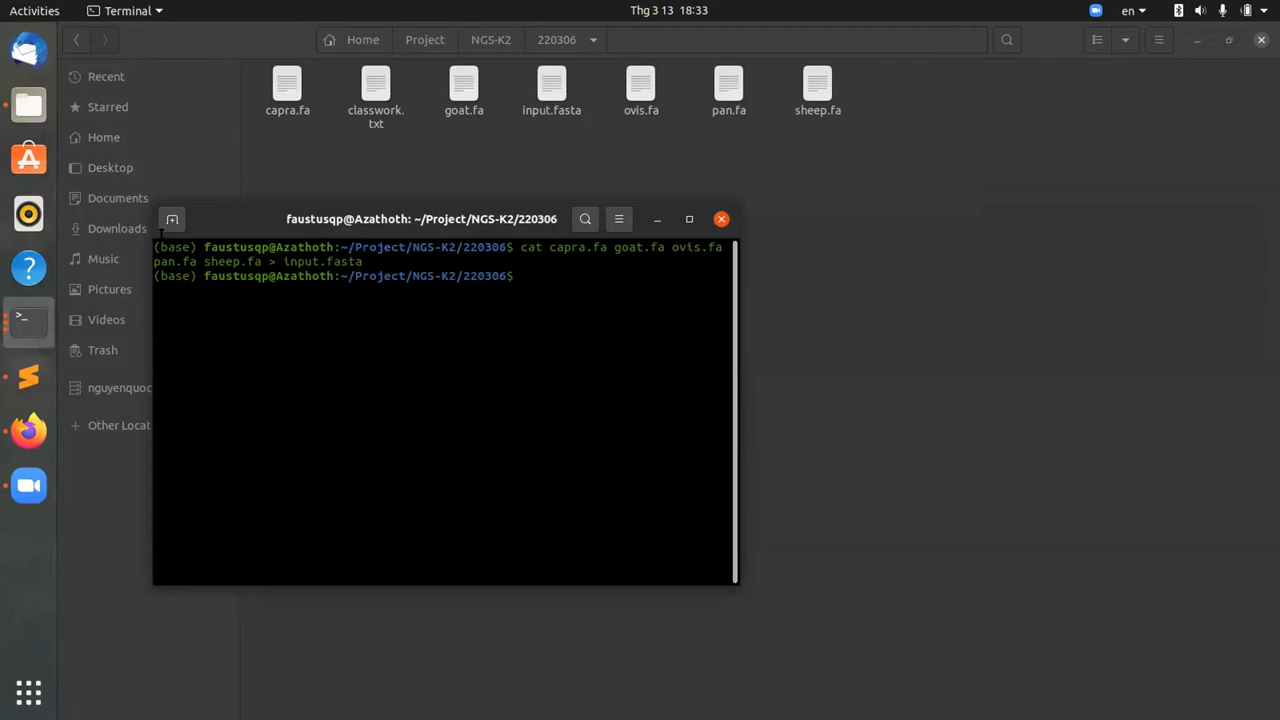 Activities
Terminal
Thg 3 13 18:33
en
Home
Project
NGS-K2
220306
Recent
Starred
Home
Desktop
Documents
Downloads
Music
Pictures
Videos
Trash
nguyenquoc
Other Locat
capra.fa
classwork.
txt
goat.fa
input.fasta
ovis.fa
pan.fa
sheep.fa
faustusqp@Azathoth: ~/Project/NGS-K2/220306
(base) faustusqp@Azathoth:~/Project/NGS-K2/220306$ cat capra.fa goat.fa ovis.fa
pan.fa sheep.fa > input.fasta
(base) faustusqp@Azathoth:~/Project/NGS-K2/220306$